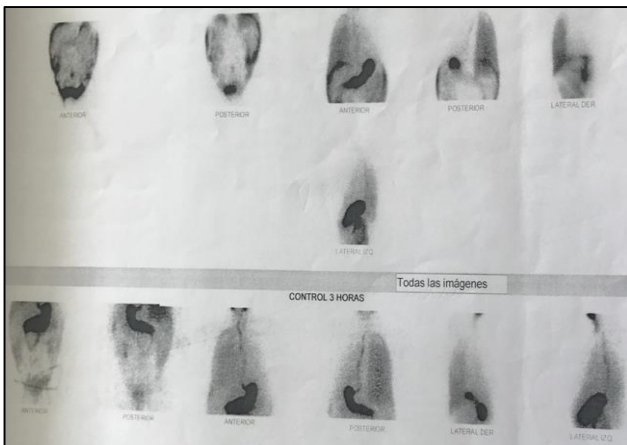 ANTERIOR
POSTERIOR
ANTERIOR
POSTERIOR
LATERAL DER
LATERAL IZQ
Todas las imágenes
CONTROL 3 HORAS
ANTERIOR
POSTERIOR
ANTERIOR
POSTERIOR
LATERAL DER
LATERAL IZQ